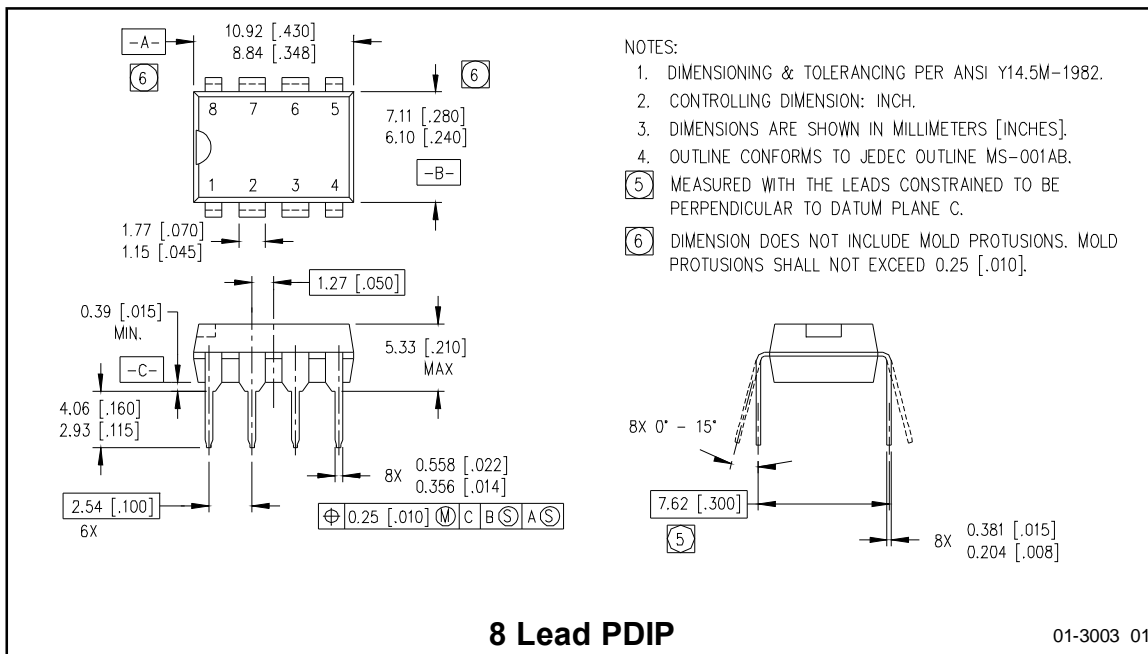 -A-
10.92 [.430]
8.84 [.348]
6
6
8 7 6 5
7.11 [.280]
6.10 [.240]
-B-
1 2 3 4
1.77 [.070]
1.15 [.045]
1.27 [.050]
0.39 [.015]
MIN.
5.33 [.210]
MAX
-C-
4.06 [.160]
2.93 [.115]
8X 0.558 [.022]
0.356 [.014]
2.54 [.100]
6X
⌖ 0.25 [.010] Ⓜ C B Ⓢ A Ⓢ
NOTES:
1. DIMENSIONING & TOLERANCING PER ANSI Y14.5M-1982.
2. CONTROLLING DIMENSION: INCH.
3. DIMENSIONS ARE SHOWN IN MILLIMETERS [INCHES].
4. OUTLINE CONFORMS TO JEDEC OUTLINE MS-001AB.
5 MEASURED WITH THE LEADS CONSTRAINED TO BE
PERPENDICULAR TO DATUM PLANE C.
6 DIMENSION DOES NOT INCLUDE MOLD PROTUSIONS. MOLD
PROTUSIONS SHALL NOT EXCEED 0.25 [.010].
8X 0° - 15°
7.62 [.300]
5
8X 0.381 [.015]
0.204 [.008]
8 Lead PDIP
01-3003 01